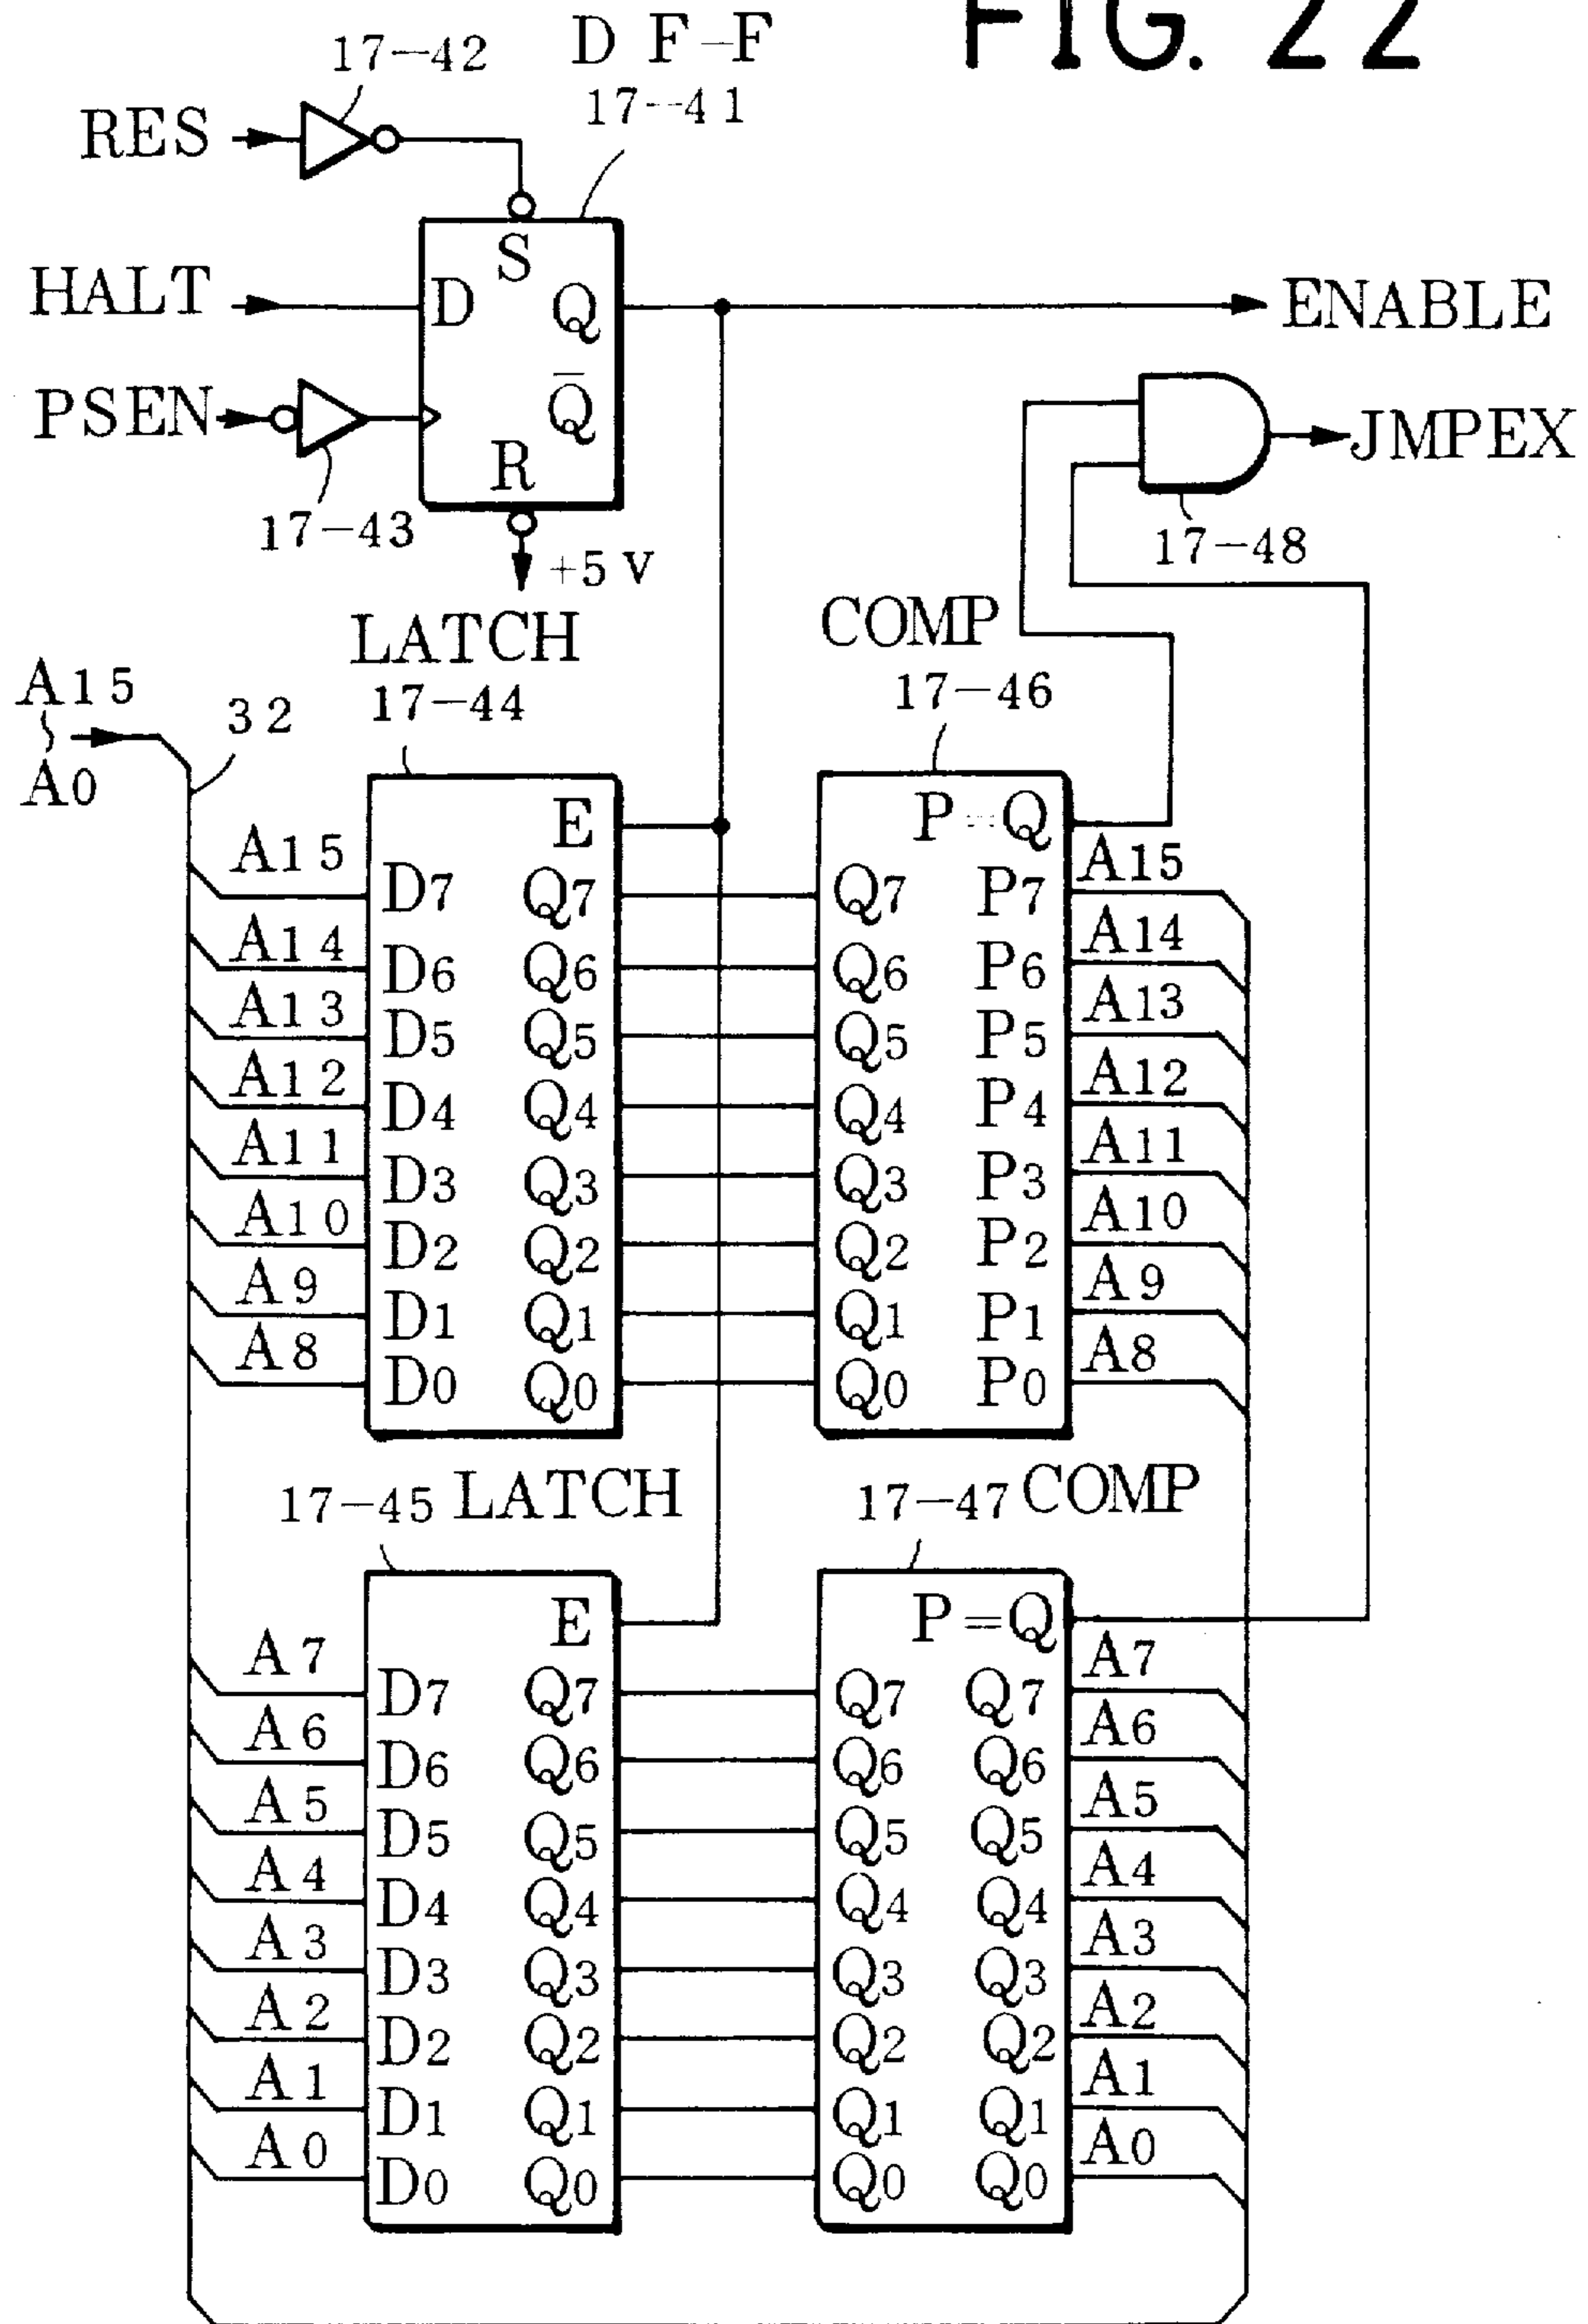 FIG. 22
D F-F
17-42
17-41
RES
S
HALT
D
Q
ENABLE
PSEN
Q̅
JMPEX
R
17-43
17-48
+5V
LATCH
17-44
COMP
17-46
A15
A0
32
E
P=Q
A15 D7 Q7 Q7 P7 A15
A14 D6 Q6 Q6 P6 A14
A13 D5 Q5 Q5 P5 A13
A12 D4 Q4 Q4 P4 A12
A11 D3 Q3 Q3 P3 A11
A10 D2 Q2 Q2 P2 A10
A9 D1 Q1 Q1 P1 A9
A8 D0 Q0 Q0 P0 A8
17-45 LATCH
17-47 COMP
E
P=Q
A7 D7 Q7 Q7 Q7 A7
A6 D6 Q6 Q6 Q6 A6
A5 D5 Q5 Q5 Q5 A5
A4 D4 Q4 Q4 Q4 A4
A3 D3 Q3 Q3 Q3 A3
A2 D2 Q2 Q2 Q2 A2
A1 D1 Q1 Q1 Q1 A1
A0 D0 Q0 Q0 Q0 A0